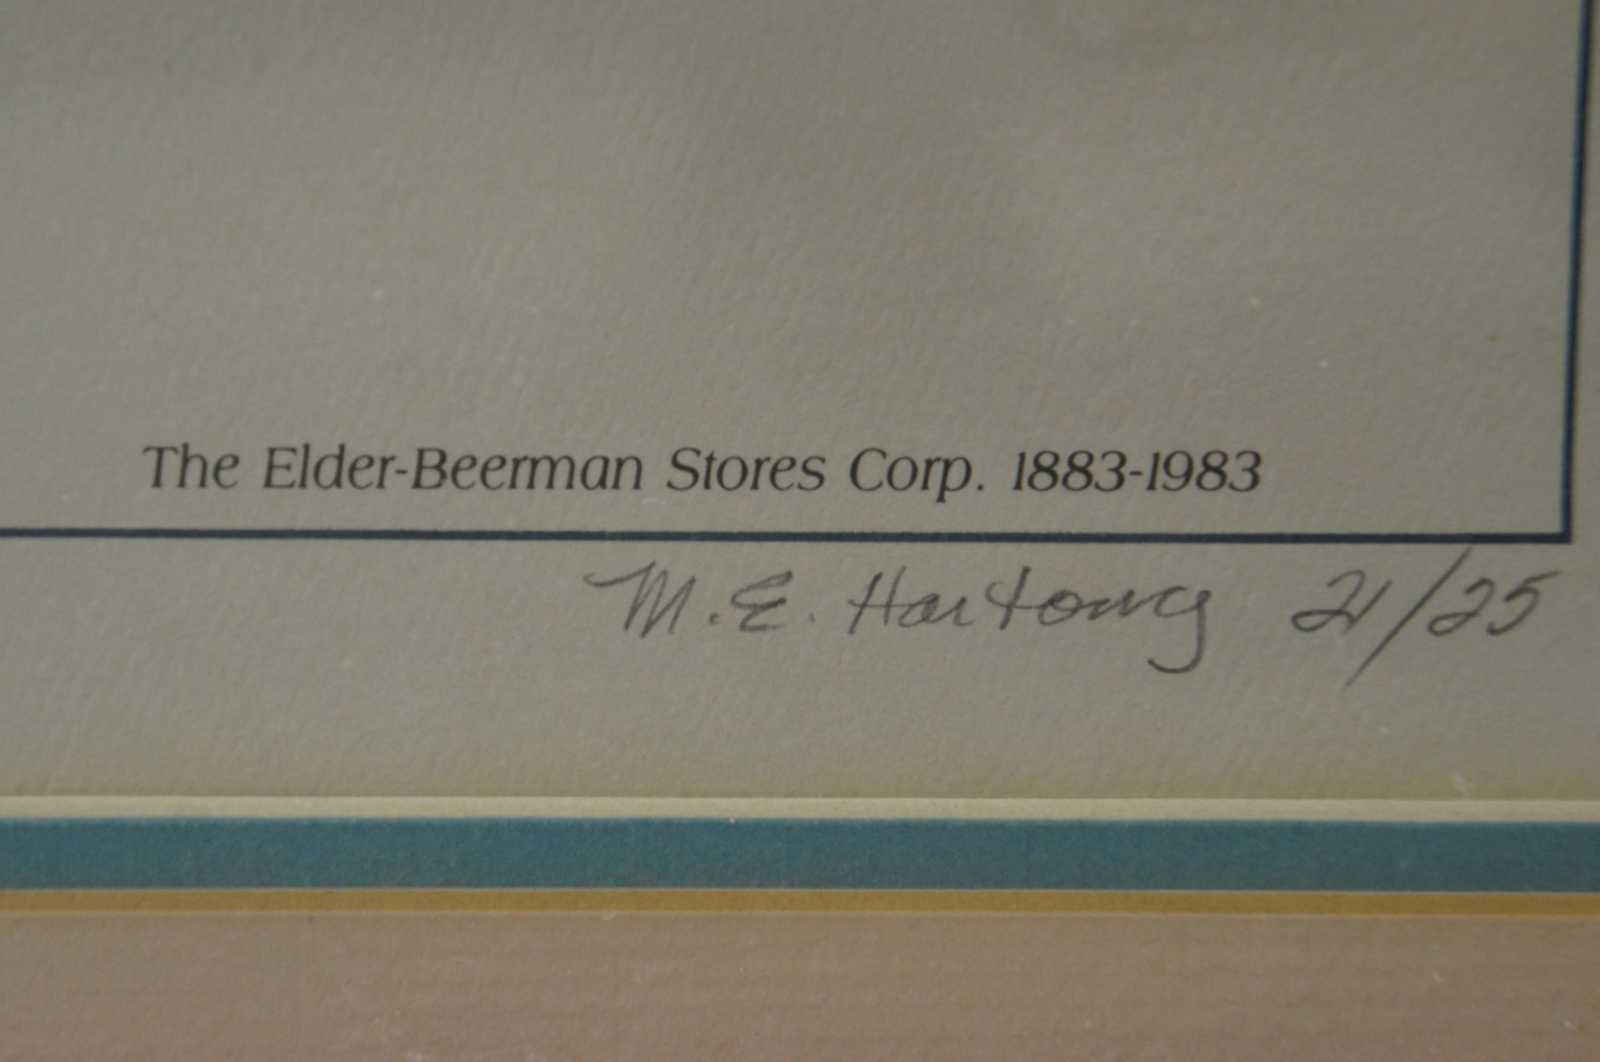 The Elder-Beerman Stores Corp. 1883-1983
M.E. Hartong 21/25